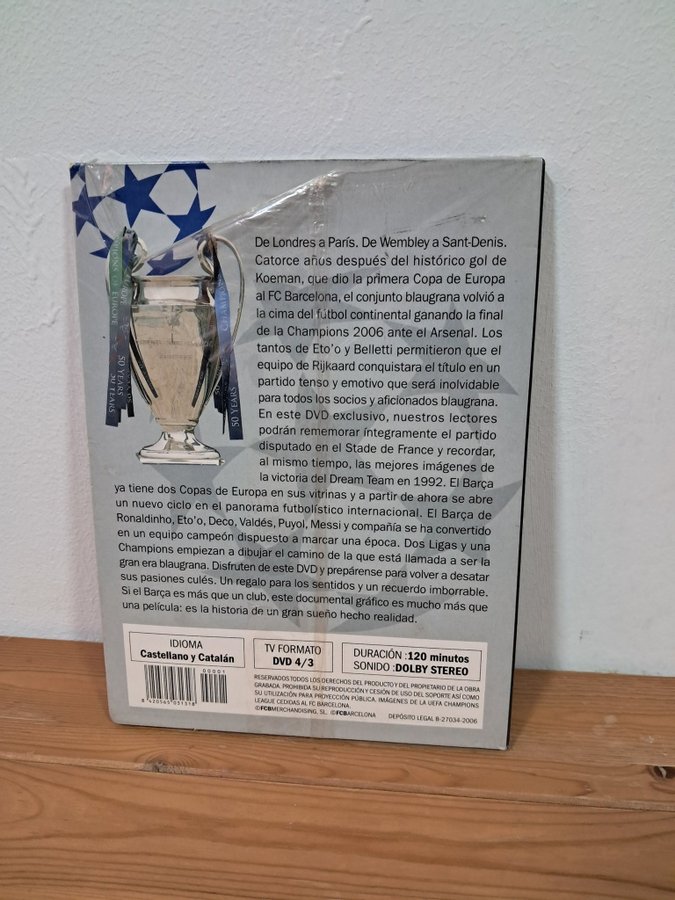 De Londres a París. De Wembley a Sant-Denis.
Catorce años después del histórico gol de
Koeman, que dio la primera Copa de Europa
al FC Barcelona, el conjunto blaugrana volvió a
la cima del fútbol continental ganando la final
de la Champions 2006 ante el Arsenal. Los
tantos de Eto'o y Belletti permitieron que el
equipo de Rijkaard conquistara el título en un
partido tenso y emotivo que será inolvidable
para todos los socios y aficionados blaugrana.
En este DVD exclusivo, nuestros lectores
podrán rememorar íntegramente el partido
disputado en el Stade de France y recordar,
al mismo tiempo, las mejores imágenes de
la victoria del Dream Team en 1992. El Barça
ya tiene dos Copas de Europa en sus vitrinas y a partir de ahora se abre
un nuevo ciclo en el panorama futbolístico internacional. El Barça de
Ronaldinho, Eto'o, Deco, Valdés, Puyol, Messi y compañía se ha convertido
en un equipo campeón dispuesto a marcar una época. Dos Ligas y una
Champions empiezan a dibujar el camino de la que está llamada a ser la
gran era blaugrana. Disfruten de este DVD y prepárense para volver a desatar
sus pasiones culés. Un regalo para los sentidos y un recuerdo imborrable.
Si el Barça es más que un club, este documental gráfico es mucho más que
una película: es la historia de un gran sueño hecho realidad.
50 YEARS
50 YEARS
50 YEARS
IDIOMA
Castellano y Catalán
TV FORMATO
DVD 4/3
DURACIÓN :120 minutos
SONIDO :DOLBY STEREO
00001
8 420565 031518
RESERVADOS TODOS LOS DERECHOS DEL PRODUCTO Y DEL PROPIETARIO DE LA OBRA
GRABADA. PROHIBIDA SU REPRODUCCIÓN Y CESIÓN DE USO DEL SOPORTE ASÍ COMO
SU UTILIZACIÓN PARA PROYECCIÓN PÚBLICA. IMÁGENES DE LA UEFA CHAMPIONS
LEAGUE CEDIDAS AL FC BARCELONA.
©FCBMERCHANDISING, SL. ©FCBARCELONA
DEPÓSITO LEGAL B-27034-2006